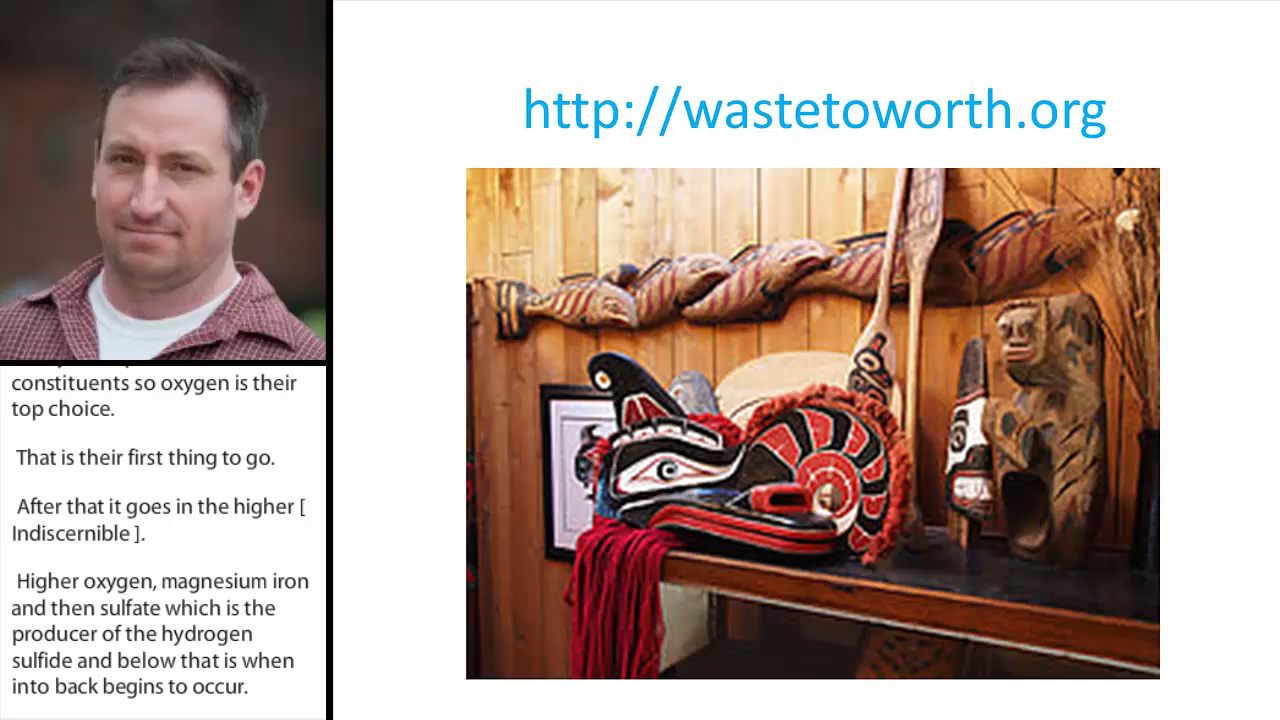 http://wastetoworth.org
constituents so oxygen is their
top choice.
That is their first thing to go.
After that it goes in the higher [
Indiscernible ].
Higher oxygen, magnesium iron
and then sulfate which is the
producer of the hydrogen
sulfide and below that is when
into back begins to occur.